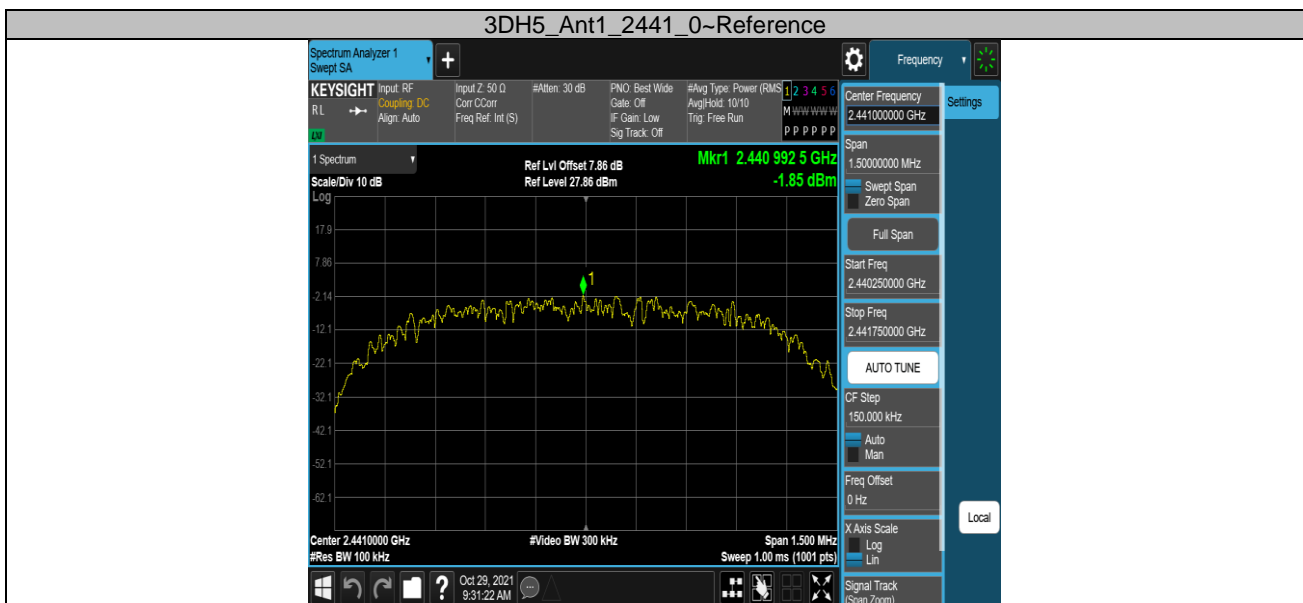 3DH5_Ant1_2441_0~Reference
Spectrum Analyzer 1
Swept SA
+
Frequency
KEYSIGHT
RL
LXI
Input: RF
Coupling: DC
Align: Auto
Input Z: 50 Ω
Corr CCorr
Freq Ref: Int (S)
#Atten: 30 dB
PNO: Best Wide
Gate: Off
IF Gain: Low
Sig Track: Off
#Avg Type: Power (RMS
Avg|Hold: 10/10
Trig: Free Run
1 2 3 4 5 6
M W W W W W
P P P P P P
Settings
Center Frequency
2.441000000 GHz
Span
1.50000000 MHz
Swept Span
Zero Span
Full Span
Start Freq
2.440250000 GHz
Stop Freq
2.441750000 GHz
AUTO TUNE
CF Step
150.000 kHz
Auto
Man
Freq Offset
0 Hz
X Axis Scale
Log
Lin
Signal Track
(Span Zoom)
Local
1 Spectrum
Scale/Div 10 dB
Log
Ref Lvl Offset 7.86 dB
Ref Level 27.86 dBm
Mkr1 2.440 992 5 GHz
-1.85 dBm
17.9
7.86
-2.14
-12.1
-22.1
-32.1
-42.1
-52.1
-62.1
1
Center 2.4410000 GHz
#Res BW 100 kHz
#Video BW 300 kHz
Span 1.500 MHz
Sweep 1.00 ms (1001 pts)
?
Oct 29, 2021
9:31:22 AM